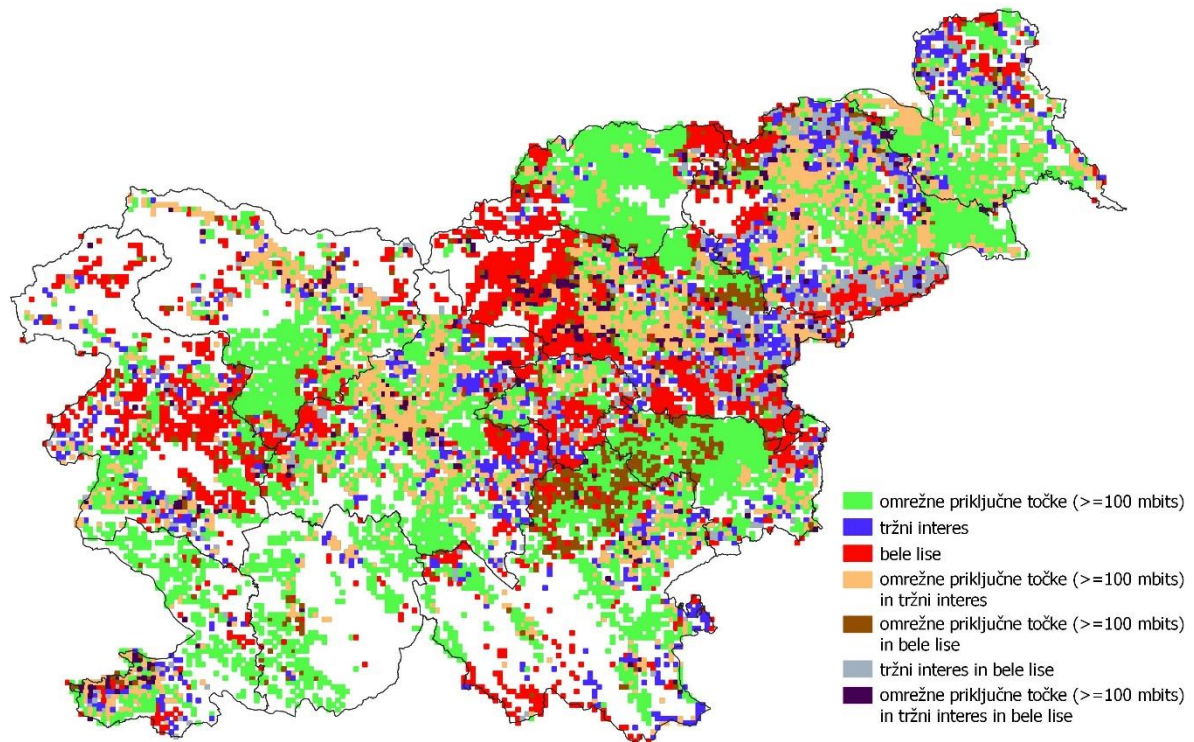 omrežne priključne točke (>=100 mbits)
tržni interes
bele lise
omrežne priključne točke (>=100 mbits)
in tržni interes
omrežne priključne točke (>=100 mbits)
in bele lise
tržni interes in bele lise
omrežne priključne točke (>=100 mbits)
in tržni interes in bele lise